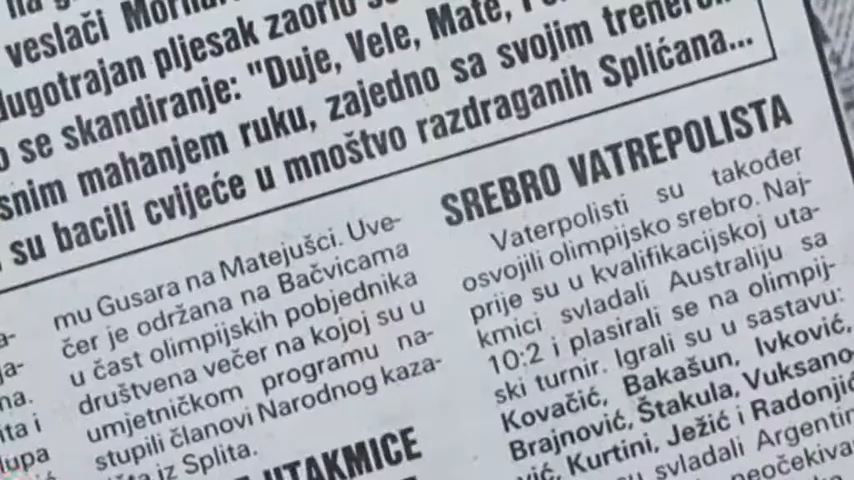 veslači
dugotrajan pljesak zaorio
se skandiranje: "Duje, Vele, Mate,
snim mahanjem ruku, zajedno sa svojim trenerom
su bacili cvijeće u mnoštvo razdraganih Splićana...
mu Gusara na Matejušci. Uve-
čer je održana na Bačvicama
u čast olimpijskih pobjednika
društvena večer na kojoj su u
umjetničkom programu na-
stupili članovi Narodnog kaza-
iz Splita.
UTAKMICE
SREBRO VATREPOLISTA
Vaterpolisti su također
osvojili olimpijsko srebro. Naj-
prije su u kvalifikacijskoj uta-
kmici svladali Australiju sa
10:2 i plasirali se na olimpij-
ski turnir. Igrali su u sastavu:
Kovačić, Bakašun, Ivković,
Brajnović, Štakula, Vuksano-
vić, Kurtini, Ježić i Radonjić
su svladali Argentin
neočekivan